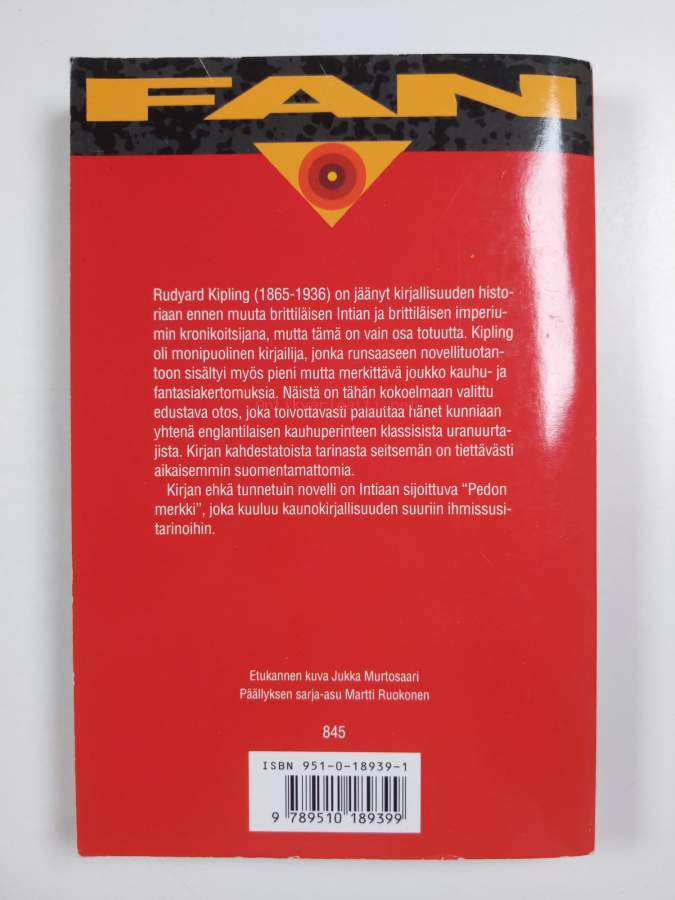 FAN
Rudyard Kipling (1865-1936) on jäänyt kirjallisuuden histo-
riaan ennen muuta brittiläisen Intian ja brittiläisen imperiu-
min kronikoitsijana, mutta tämä on vain osa totuutta. Kipling
oli monipuolinen kirjailija, jonka runsaaseen novellituotan-
toon sisältyi myös pieni mutta merkittävä joukko kauhu- ja
fantasiakertomuksia. Näistä on tähän kokoelmaan valittu
edustava otos, joka toivottavasti palauttaa hänet kunniaan
yhtenä englantilaisen kauhuperinteen klassisista uranuurta-
jista. Kirjan kahdestatoista tarinasta seitsemän on tiettävästi
aikaisemmin suomentamattomia.
Kirjan ehkä tunnetuin novelli on Intiaan sijoittuva "Pedon
merkki", joka kuuluu kaunokirjallisuuden suuriin ihmissusi-
tarinoihin.
Etukannen kuva Jukka Murtosaari
Päällyksen sarja-asu Martti Ruokonen
845
ISBN 951-0-18939-1
9 789510 189399